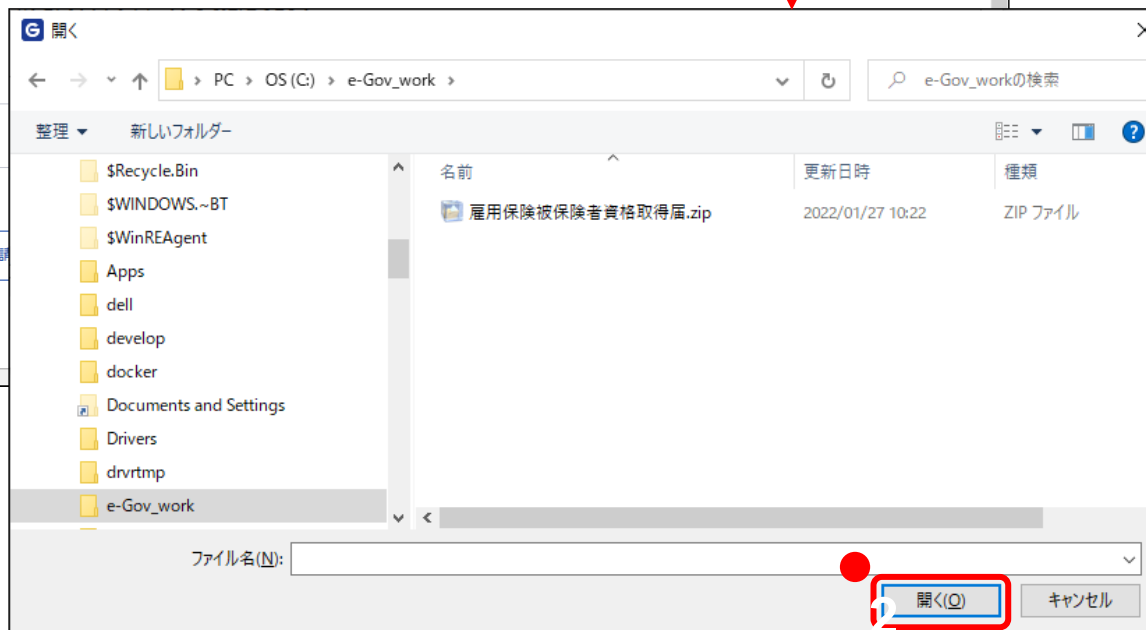 開く
PC › OS (C:) › e-Gov_work ›
e-Gov_workの検索
整理
新しいフォルダー
名前
更新日時
種類
$Recycle.Bin
$WINDOWS.~BT
$WinREAgent
Apps
dell
develop
docker
Documents and Settings
Drivers
drvrtmp
e-Gov_work
雇用保険被保険者資格取得届.zip
2022/01/27 10:22
ZIP ファイル
ファイル名(N):
2
開く(O)
キャンセル